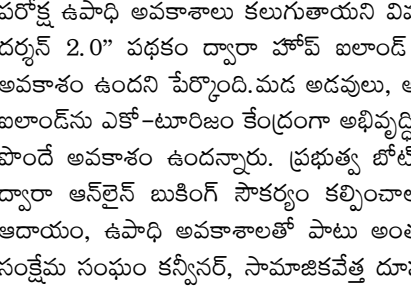 పరోక్ష ఉపాధి అవకాశాలు కలుగుతాయని
దర్శన్ 2.0” పథకం ద్వారా హోప్ ఐలాండ్
అవకాశం ఉందని పేర్కొంది.మడ అడవులు,
ఐలాండ్‌ను ఎకో-టూరిజం కేంద్రంగా అభివృద్ధి
పొందే అవకాశం ఉందన్నారు. ప్రభుత్వ బోట్
ద్వారా ఆన్‌లైన్ బుకింగ్ సౌకర్యం
ఆదాయం, ఉపాధి అవకాశాలతో పాటు
సంక్షేమ సంఘం కన్వీనర్, సామాజికవేత్త